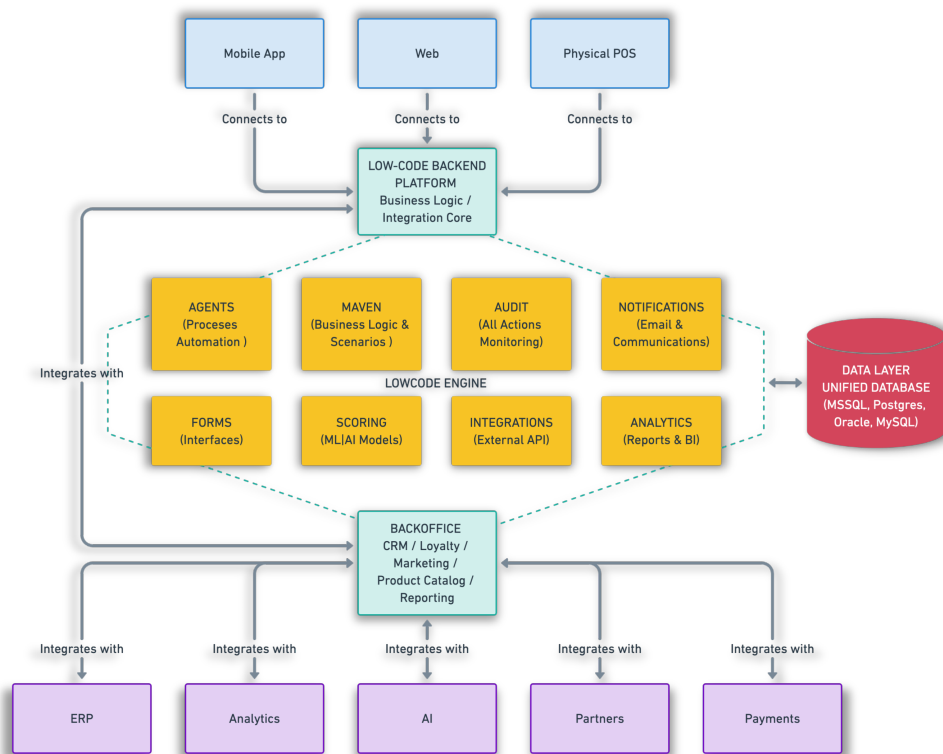 Mobile App
Web
Physical POS
Connects to
Connects to
Connects to
LOW-CODE BACKEND
PLATFORM
Business Logic /
Integration Core
AGENTS
(Proceses
Automation )
MAVEN
(Business Logic &
Scenarios )
AUDIT
(All Actions
Monitoring)
NOTIFICATIONS
(Email &
Communications)
Integrates with
LOWCODE ENGINE
DATA LAYER
UNIFIED DATABASE
(MSSQL, Postgres,
Oracle, MySQL)
FORMS
(Interfaces)
SCORING
(ML|AI Models)
INTEGRATIONS
(External API)
ANALYTICS
(Reports & BI)
BACKOFFICE
CRM / Loyalty /
Marketing /
Product Catalog /
Reporting
Integrates with
Integrates with
Integrates with
Integrates with
Integrates with
ERP
Analytics
AI
Partners
Payments